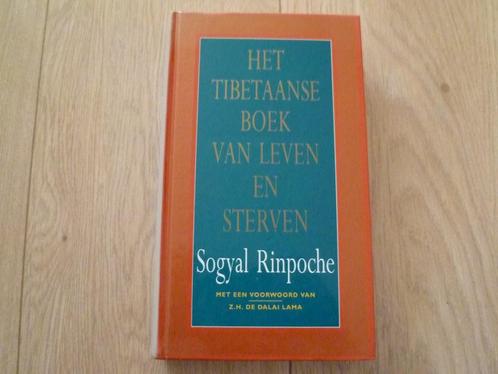 HET
TIBETAANSE
BOEK
VAN LEVEN
EN
STERVEN
Sogyal Rinpoche
MET EEN VOORWOORD VAN
Z.H. DE DALAI LAMA